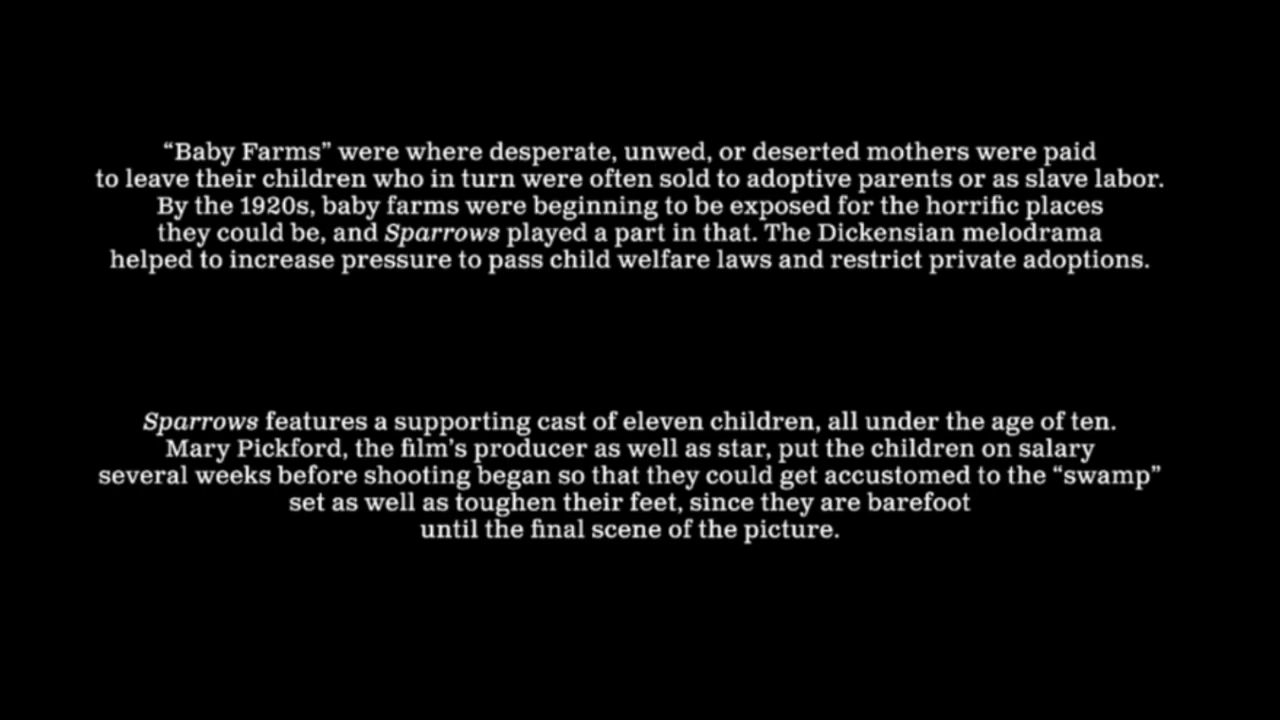 “Baby Farms” were where desperate, unwed, or deserted mothers were paid
to leave their children who in turn were often sold to adoptive parents or as slave labor.
By the 1920s, baby farms were beginning to be exposed for the horrific places
they could be, and Sparrows played a part in that. The Dickensian melodrama
helped to increase pressure to pass child welfare laws and restrict private adoptions.
Sparrows features a supporting cast of eleven children, all under the age of ten.
Mary Pickford, the film’s producer as well as star, put the children on salary
several weeks before shooting began so that they could get accustomed to the “swamp”
set as well as toughen their feet, since they are barefoot
until the final scene of the picture.